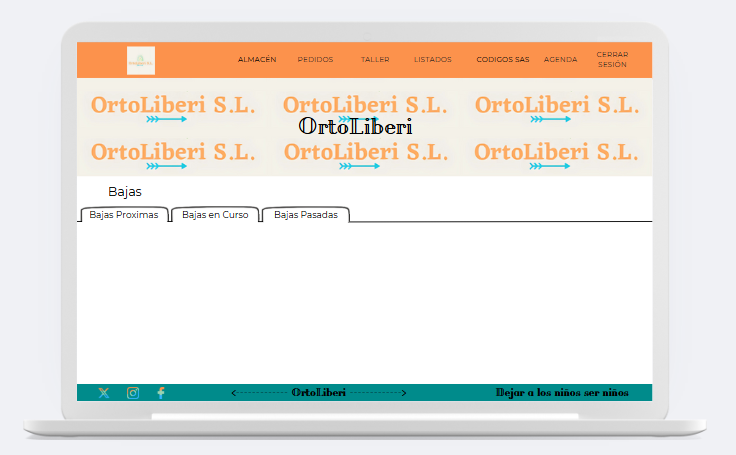 ALMACÉN PEDIDOS TALLER LISTADOS CODIGOS SAS AGENDA CERRAR SESIÓN
OrtoLiberi S.L. OrtoLiberi S.L. OrtoLiberi S.L.
OrtoLiberi
OrtoLiberi S.L. OrtoLiberi S.L. OrtoLiberi S.L.
Bajas
Bajas Proximas Bajas en Curso Bajas Pasadas
OrtoLiberi Dejar a los niños ser niños